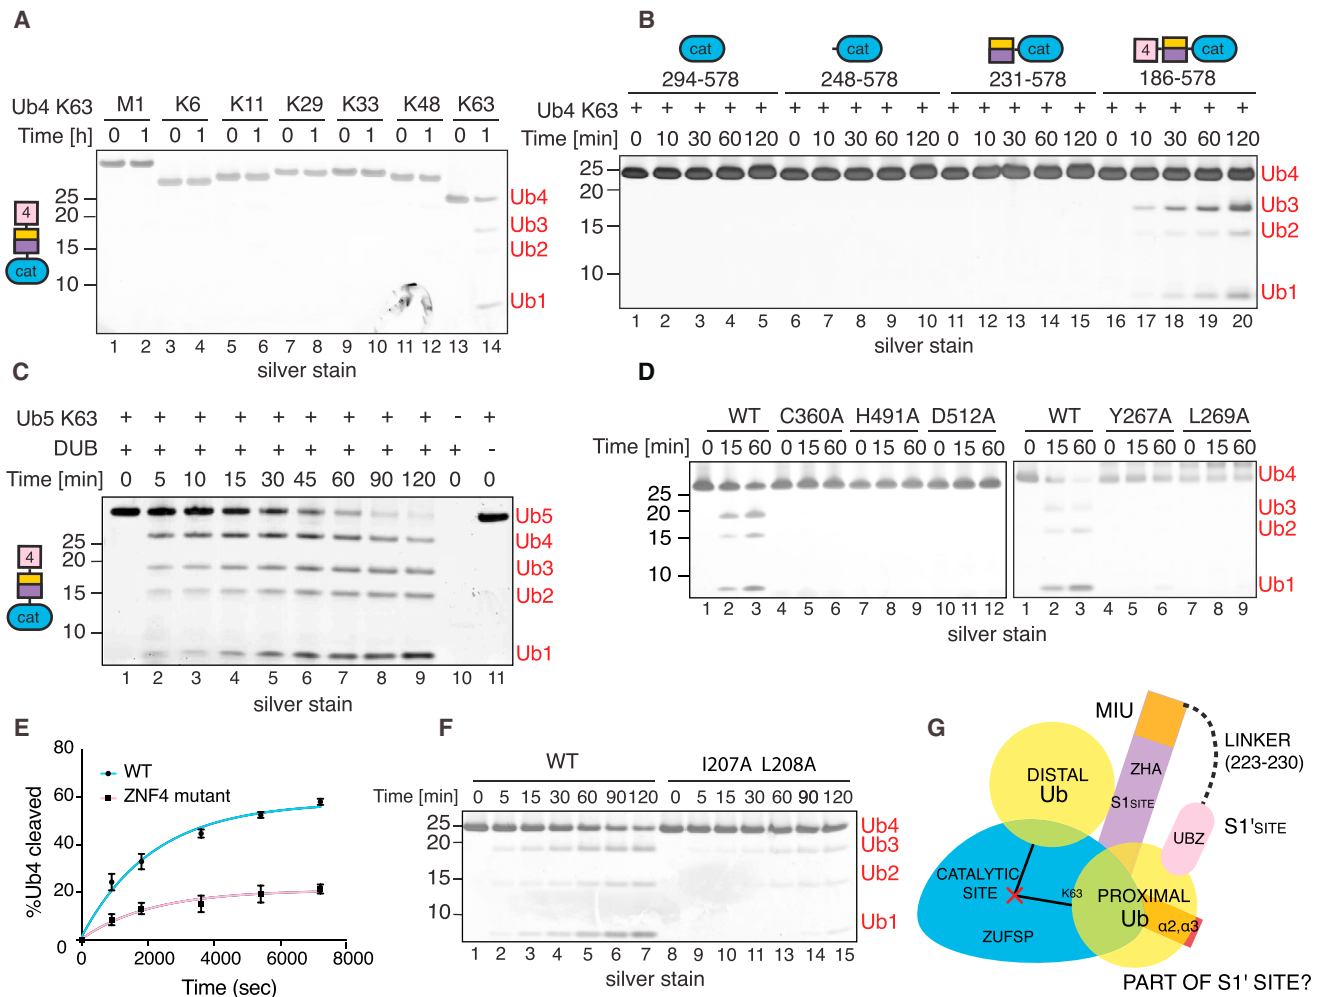 A
Ub4 K63 M1 K6 K11 K29 K33 K48 K63
Time [h] 0 1 0 1 0 1 0 1 0 1 0 1 0 1
25
20
15
10
4
cat
Ub4
Ub3
Ub2
Ub1
1 2 3 4 5 6 7 8 9 10 11 12 13 14
silver stain
B
cat cat cat 4 cat
294-578 248-578 231-578 186-578
Ub4 K63 + + + + + + + + + + + + + + + + + + + +
Time [min] 0 10 30 60 120 0 10 30 60 120 0 10 30 60 120 0 10 30 60 120
25
20
15
10
Ub4
Ub3
Ub2
Ub1
1 2 3 4 5 6 7 8 9 10 11 12 13 14 15 16 17 18 19 20
silver stain
C
Ub5 K63 + + + + + + + + + - +
DUB + + + + + + + + + + -
Time [min] 0 5 10 15 30 45 60 90 120 0 0
25
20
15
10
4
cat
Ub5
Ub4
Ub3
Ub2
Ub1
1 2 3 4 5 6 7 8 9 10 11
silver stain
D
WT C360A H491A D512A WT Y267A L269A
Time [min] 0 15 60 0 15 60 0 15 60 0 15 60 0 15 60 0 15 60 0 15 60
25
20
15
10
Ub4
Ub3
Ub2
Ub1
1 2 3 4 5 6 7 8 9 10 11 12 1 2 3 4 5 6 7 8 9
silver stain
E
%Ub4 cleaved
80
60
40
20
0
WT
ZNF4 mutant
0 2000 4000 6000 8000
Time (sec)
F
WT I207A L208A
Time [min] 0 5 15 30 60 90 120 0 5 15 30 60 90 120
25
20
15
10
Ub4
Ub3
Ub2
Ub1
1 2 3 4 5 6 7 8 9 10 11 12 13 14 15
silver stain
G
MIU
LINKER
(223-230)
ZHA
DISTAL
Ub
S1SITE
S1'SITE
UBZ
CATALYTIC
SITE
K63
PROXIMAL
Ub
α2,α3
ZUFSP
PART OF S1' SITE?